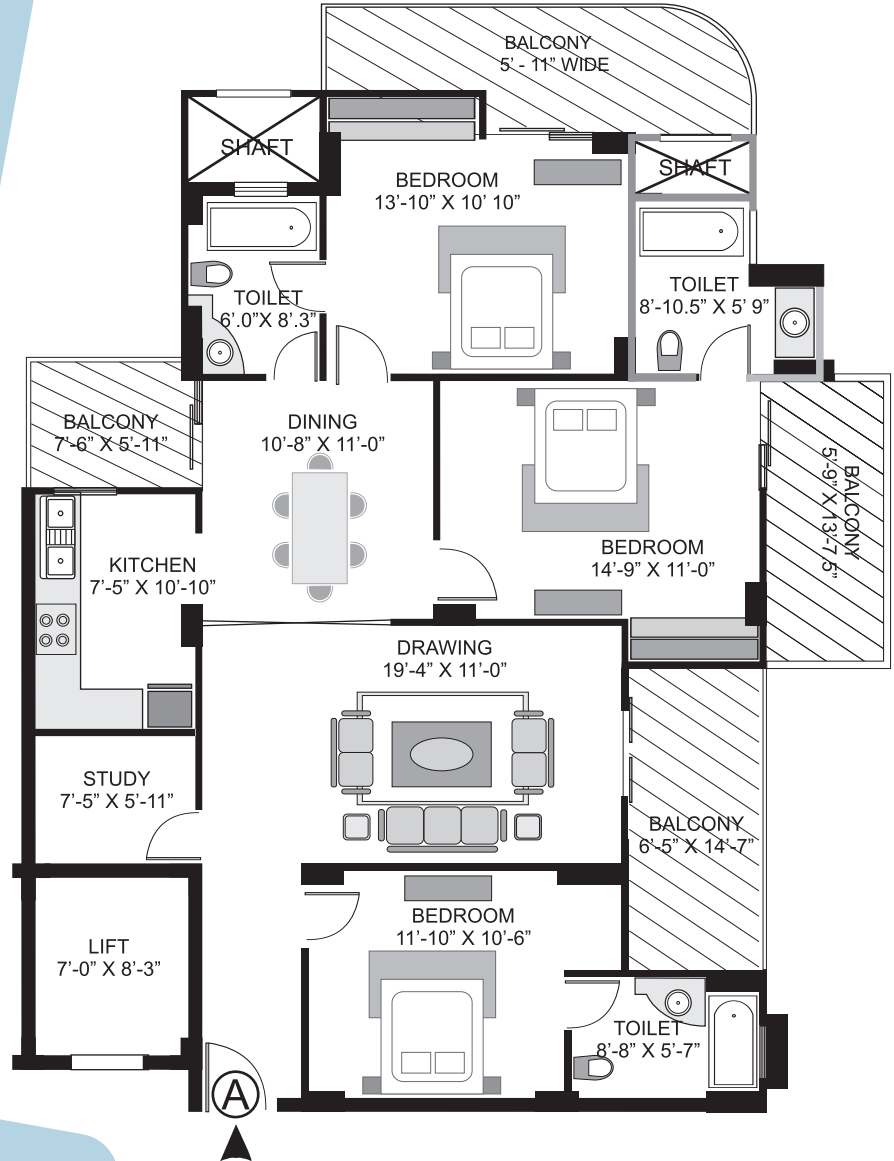 BALCONY
5' - 11” WIDE
SHAFT
SHAFT
BEDROOM
13’-10” X 10’ 10”
TOILET
8’-10.5” X 5’ 9”
TOILET
6’.0”X 8’.3”
BALCONY
7’-6” X 5’-11”
DINING
10’-8” X 11’-0”
BALCONY
5’-9” X 13’-7.5”
BEDROOM
14’-9” X 11’-0”
KITCHEN
7’-5” X 10’-10”
DRAWING
19’-4” X 11’-0”
STUDY
7’-5” X 5’-11”
BALCONY
6’-5” X 14’-7”
BEDROOM
11’-10” X 10’-6”
LIFT
7’-0” X 8’-3”
TOILET
8’-8” X 5’-7”
A